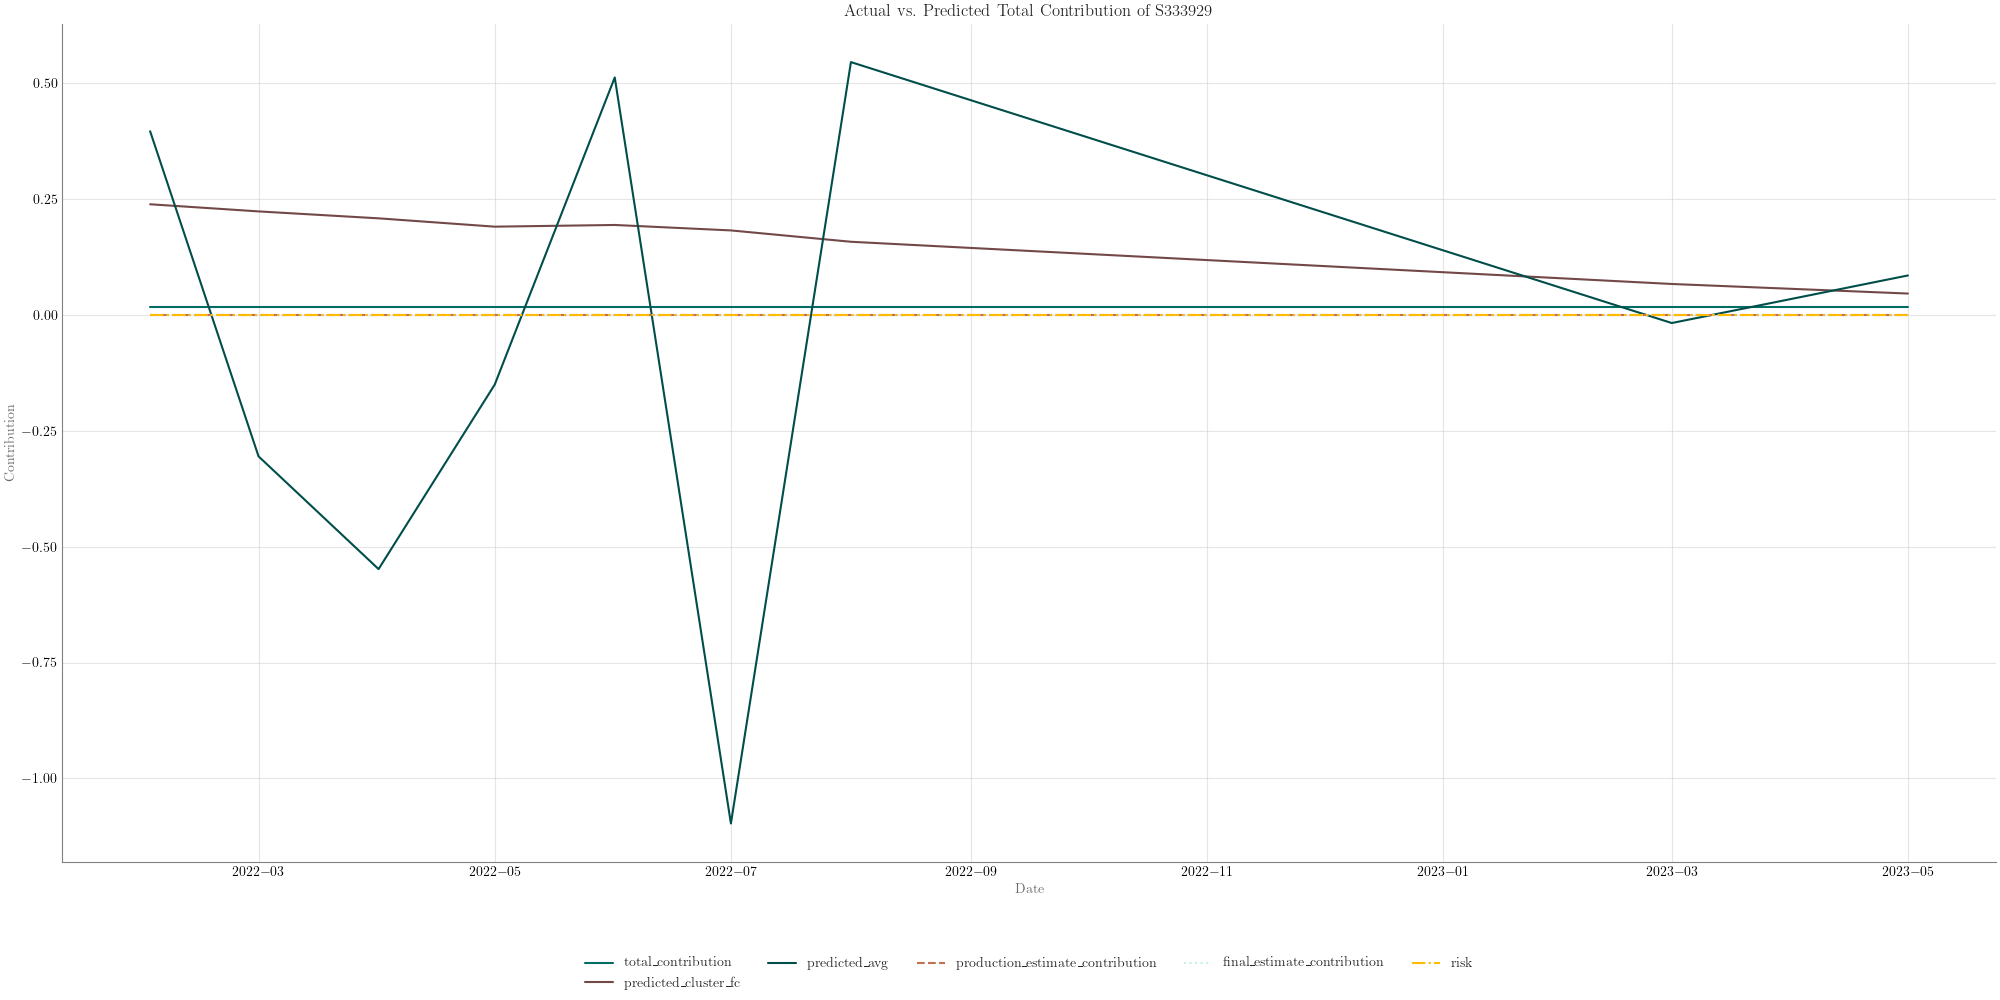 Actual vs. Predicted Total Contribution of S333929
0.50
0.25
0.00
−0.25
−0.50
−0.75
−1.00
Contribution
2022−03 2022−05 2022−07 2022−09 2022−11 2023−01 2023−03 2023−05
Date
total_contribution predicted_avg production_estimate_contribution final_estimate_contribution risk
predicted_cluster_fc